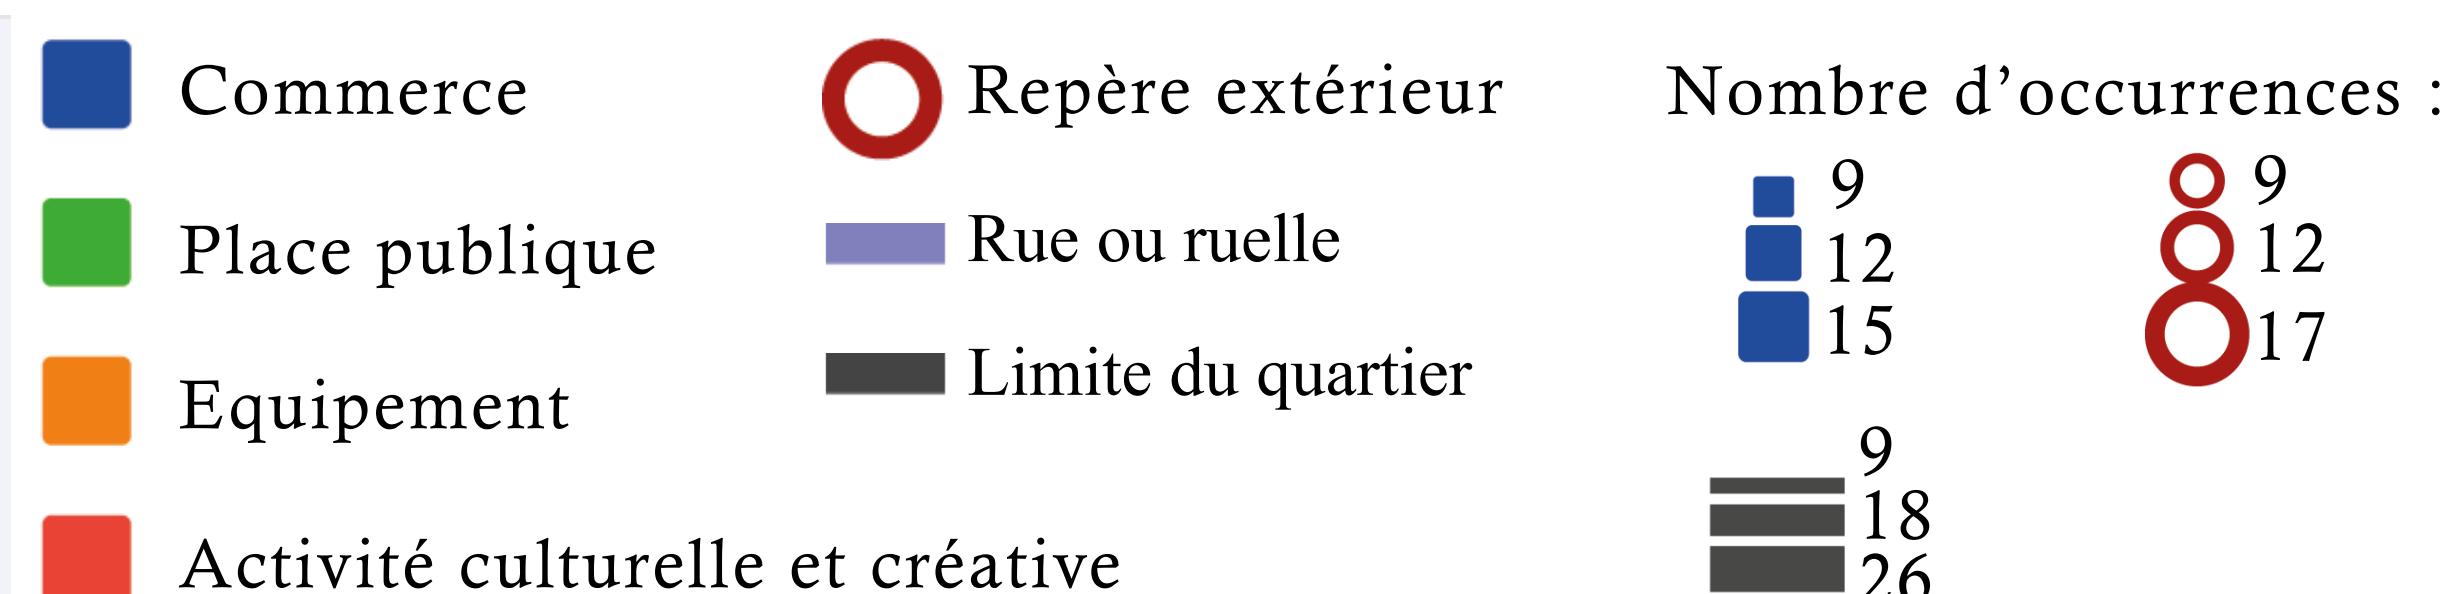 Commerce
Place publique
Equipement
Activité culturelle et créative
Repère extérieur
Rue ou ruelle
Limite du quartier
Nombre d’occurrences :
9
12
15
9
12
17
9
18
26